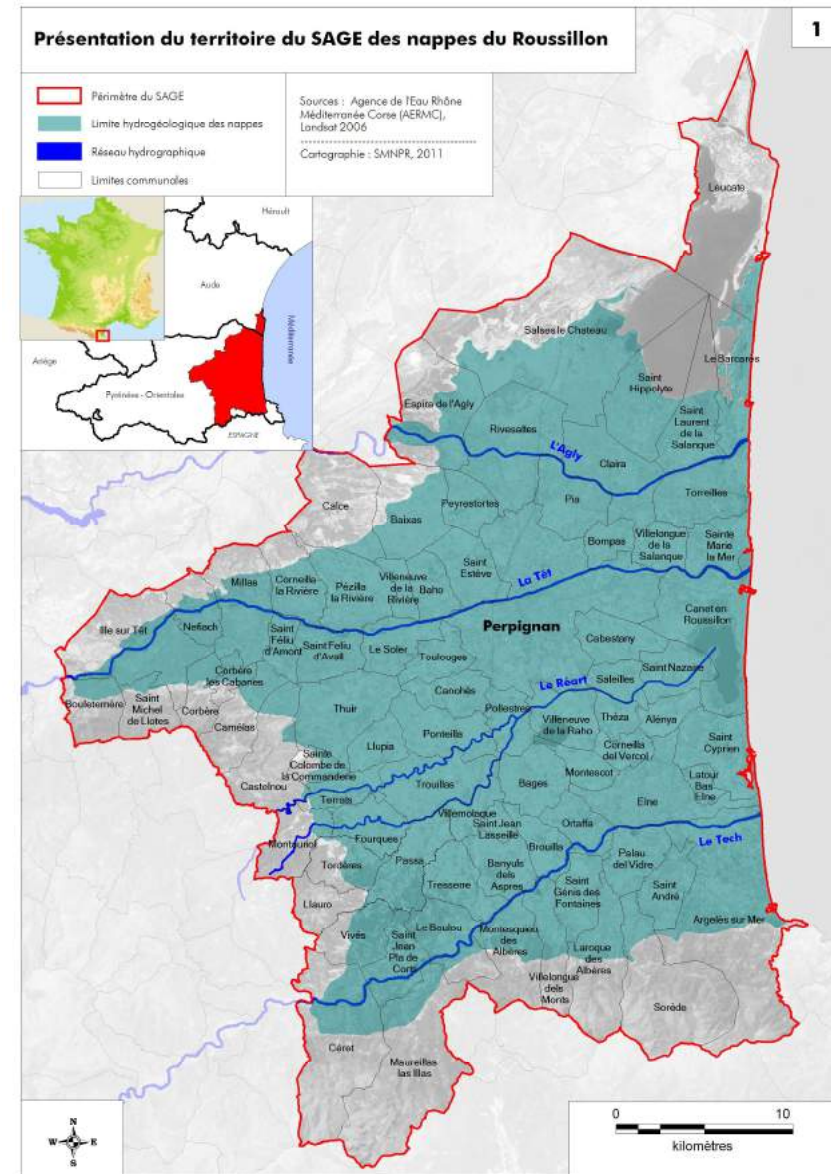 Présentation du territoire du SAGE des nappes du Roussillon
1
Périmètre du SAGE
Limite hydrogéologique des nappes
Réseau hydrographique
Limites communales
Sources : Agence de l'Eau Rhône
Méditerranée Corse (AERMC),
Landsat 2006
Cartographie : SMNPR, 2011
Hérault
Aude
Méditerranée
Ariège
Pyrénées - Orientales
ESPAGNE
Leucate
Salses le Chateau
Le Barcarès
Saint
Hippolyte
Espira de l'Agly
Rivesaltes
Saint
Laurent
de la
Salanque
L'Agly
Claira
Calce
Baixas
Peyrestortes
Pia
Torreilles
Bompas
Villelongue
de la
Salanque
Sainte
Marie
la Mer
Millas
Corneilla
la Rivière
Pézilla
la Rivière
Villeneuve
de la
Rivière
Baho
Saint
Estève
La Têt
Ille sur Têt
Nefiach
Saint
Féliu
d'Amont
Saint Feliu
d'Avall
Le Soler
Toulouges
Perpignan
Cabestany
Canet en
Roussillon
Corbère
les Cabanes
Bouleternère
Saint
Michel
de Llotes
Corbère
Camélas
Thuir
Canohès
Pollestres
Le Réart
Saleilles
Saint Nazaire
Castelnou
Sainte
Colombe de
la Commanderie
Llupia
Ponteilla
Villeneuve
de la Raho
Théza
Alénya
Corneilla
del Vercol
Saint
Cyprien
Terrats
Trouillas
Bages
Montescot
Latour
Bas
Elne
Elne
Villemolaque
Montauriol
Fourques
Saint Jean
Lasseille
Brouilla
Ortaffa
Le Tech
Tordères
Passa
Banyuls
dels
Aspres
Palau
del Vidre
Llauro
Tresserre
Saint
Génis des
Fontaines
Saint
André
Vivès
Saint
Jean
Pla de
Corts
Le Boulou
Montesquieu
des
Albères
Laroque
des
Albères
Argelès sur Mer
Villelongue
dels
Monts
Sorède
Céret
Maureillas
las Illas
N
W E
S
0 10
kilomètres